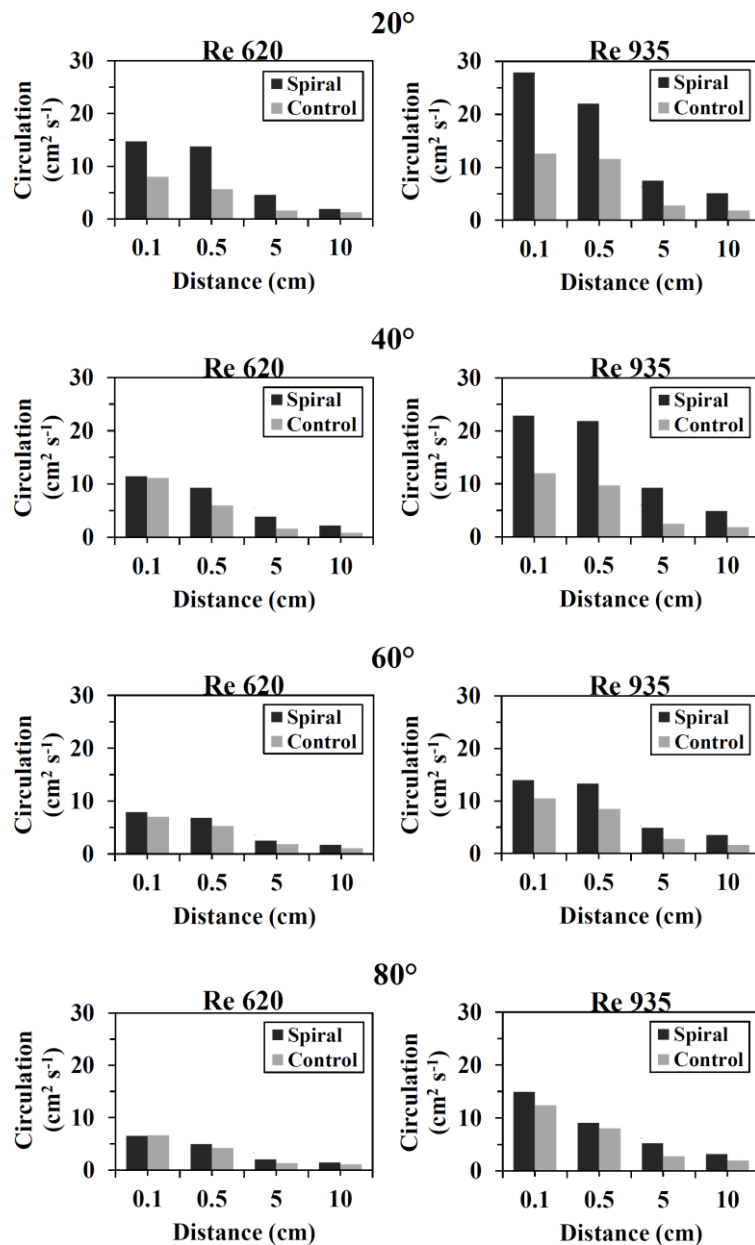 20°
Re 620
Circulation
(cm² s⁻¹)
30
20
10
0
Spiral
Control
0.1 0.5 5 10
Distance (cm)
Re 935
Circulation
(cm² s⁻¹)
30
20
10
0
Spiral
Control
0.1 0.5 5 10
Distance (cm)
40°
Re 620
Circulation
(cm² s⁻¹)
30
20
10
0
Spiral
Control
0.1 0.5 5 10
Distance (cm)
Re 935
Circulation
(cm² s⁻¹)
30
20
10
0
Spiral
Control
0.1 0.5 5 10
Distance (cm)
60°
Re 620
Circulation
(cm² s⁻¹)
30
20
10
0
Spiral
Control
0.1 0.5 5 10
Distance (cm)
Re 935
Circulation
(cm² s⁻¹)
30
20
10
0
Spiral
Control
0.1 0.5 5 10
Distance (cm)
80°
Re 620
Circulation
(cm² s⁻¹)
30
20
10
0
Spiral
Control
0.1 0.5 5 10
Distance (cm)
Re 935
Circulation
(cm² s⁻¹)
30
20
10
0
Spiral
Control
0.1 0.5 5 10
Distance (cm)